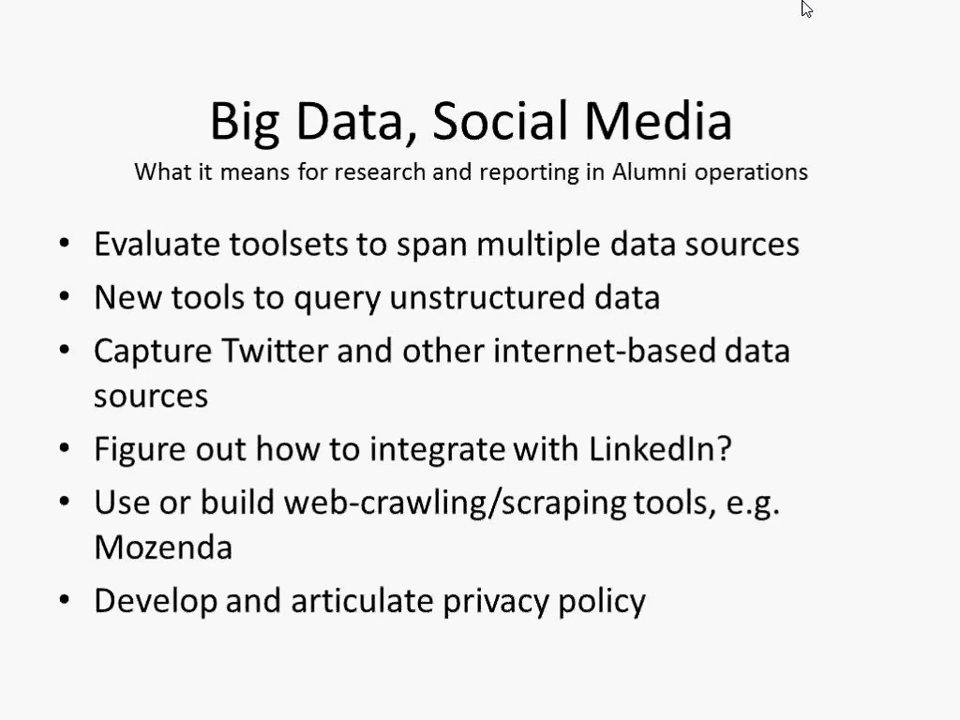 Big Data, Social Media
What it means for research and reporting in Alumni operations
• Evaluate toolsets to span multiple data sources
• New tools to query unstructured data
• Capture Twitter and other internet-based data
sources
• Figure out how to integrate with LinkedIn?
• Use or build web-crawling/scraping tools, e.g.
Mozenda
• Develop and articulate privacy policy